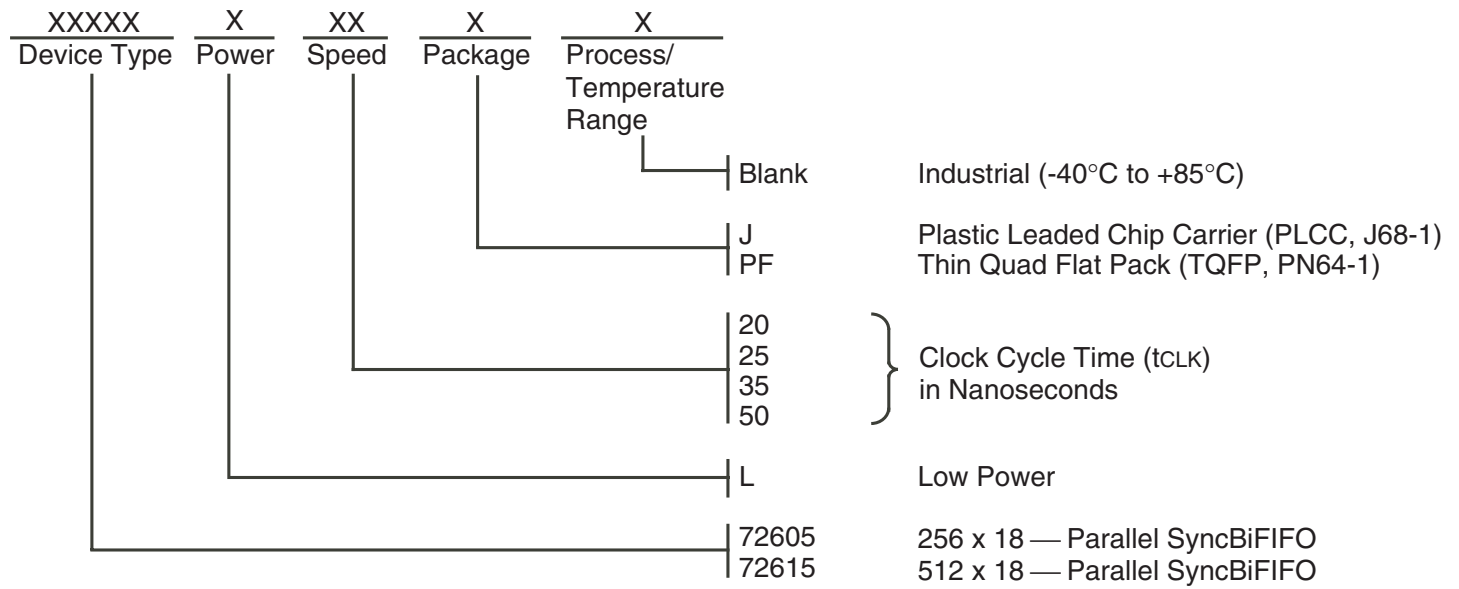 XXXXX X XX X X
Device Type Power Speed Package Process/
Temperature
Range
Blank Industrial (-40°C to +85°C)
J Plastic Leaded Chip Carrier (PLCC, J68-1)
PF Thin Quad Flat Pack (TQFP, PN64-1)
20
25
35
50
Clock Cycle Time (tCLK)
in Nanoseconds
L Low Power
72605 256 x 18 — Parallel SyncBiFIFO
72615 512 x 18 — Parallel SyncBiFIFO